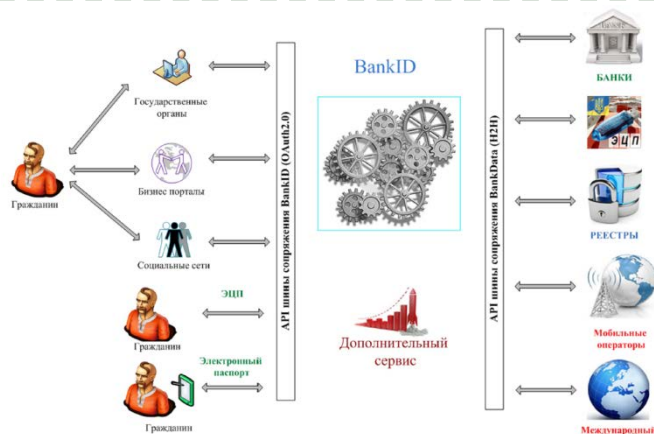 BankID
Государственные
органы
Гражданин
Бизнес порталы
Социальные сети
ЭЦП
Гражданин
Электронный
паспорт
Гражданин
API шины сопряжения BankID (OAuth2.0)
Дополнительный
сервис
API шины сопряжения BankData (H2H)
БАНКИ
ЭЦП
РЕЕСТРЫ
Мобильные
операторы
Международный